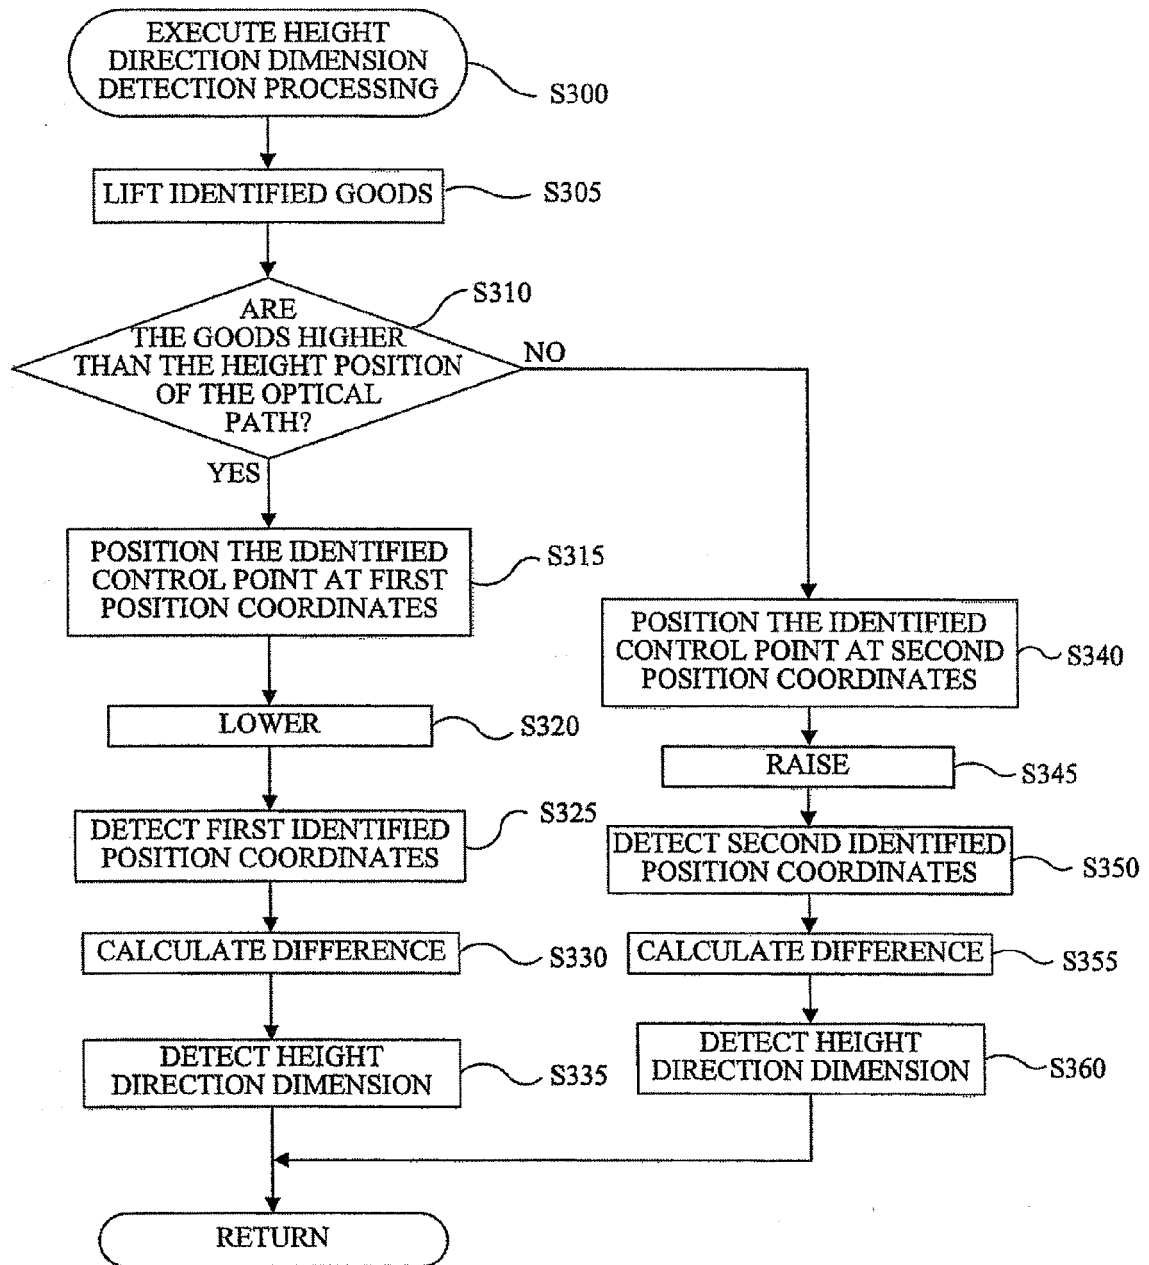 EXECUTE HEIGHT
DIRECTION DIMENSION
DETECTION PROCESSING
S300
LIFT IDENTIFIED GOODS
S305
S310
ARE
THE GOODS HIGHER
THAN THE HEIGHT POSITION
OF THE OPTICAL
PATH?
NO
YES
POSITION THE IDENTIFIED
CONTROL POINT AT FIRST
POSITION COORDINATES
S315
LOWER
S320
DETECT FIRST IDENTIFIED
POSITION COORDINATES
S325
CALCULATE DIFFERENCE
S330
DETECT HEIGHT
DIRECTION DIMENSION
S335
POSITION THE IDENTIFIED
CONTROL POINT AT SECOND
POSITION COORDINATES
S340
RAISE
S345
DETECT SECOND IDENTIFIED
POSITION COORDINATES
S350
CALCULATE DIFFERENCE
S355
DETECT HEIGHT
DIRECTION DIMENSION
S360
RETURN